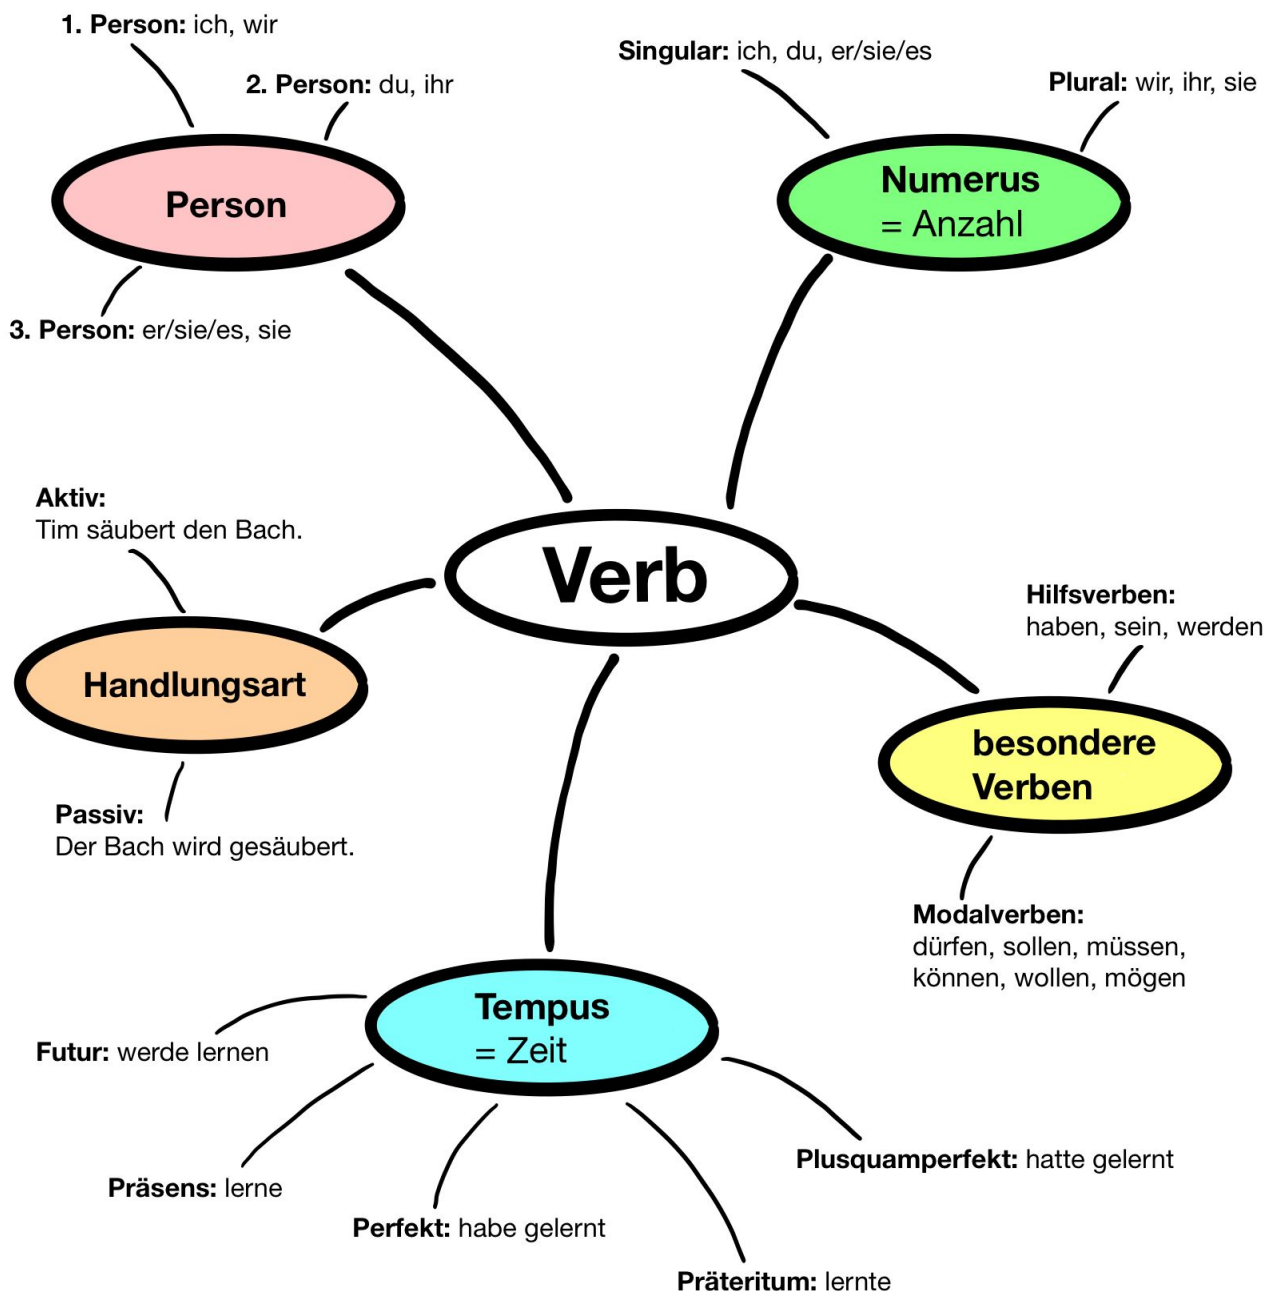 1. Person: ich, wir
2. Person: du, ihr
Person
3. Person: er/sie/es, sie
Singular: ich, du, er/sie/es
Plural: wir, ihr, sie
Numerus
= Anzahl
Verb
Aktiv:
Tim säubert den Bach.
Handlungsart
Passiv:
Der Bach wird gesäubert.
Hilfsverben:
haben, sein, werden
besondere
Verben
Modalverben:
dürfen, sollen, müssen,
können, wollen, mögen
Tempus
= Zeit
Futur: werde lernen
Präsens: lerne
Perfekt: habe gelernt
Präteritum: lernte
Plusquamperfekt: hatte gelernt